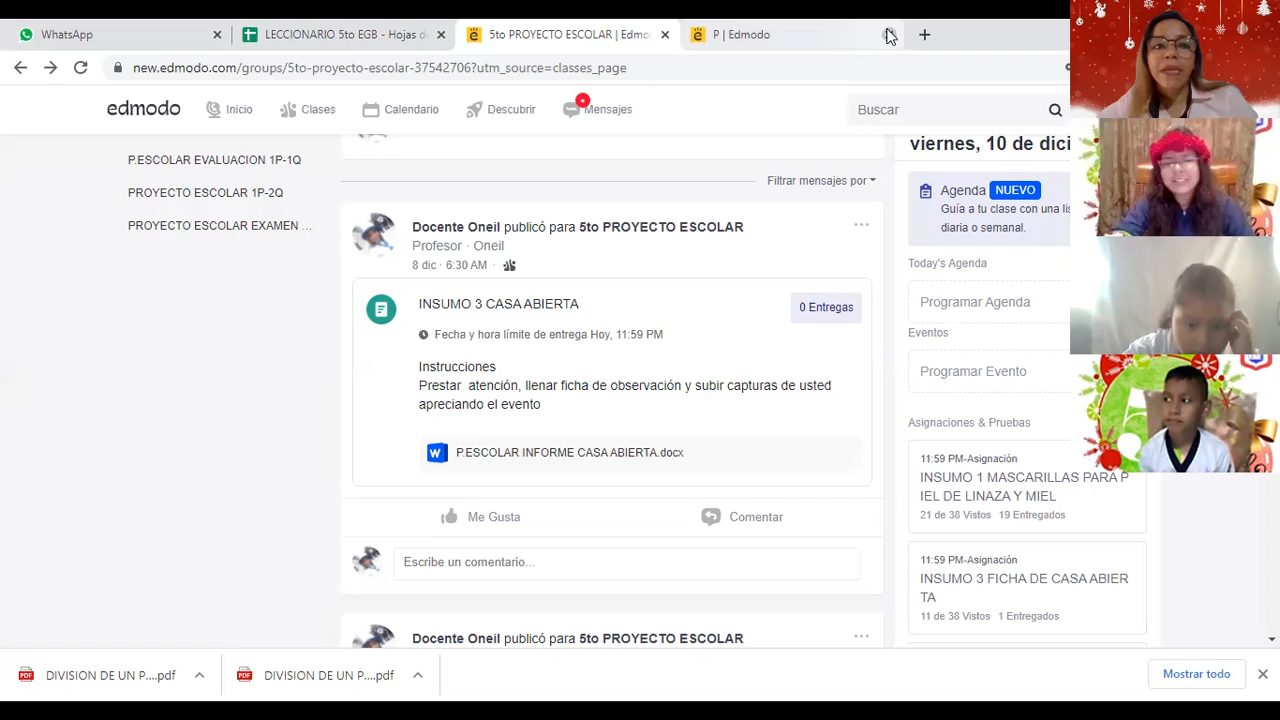 WhatsApp
LECCIONARIO 5to EGB - Hojas d
5to PROYECTO ESCOLAR | Edmo
P | Edmodo
new.edmodo.com/groups/5to-proyecto-escolar-37542706?utm_source=classes_page
edmodo
Inicio
Clases
Calendario
Descubrir
Mensajes
Buscar
P.ESCOLAR EVALUACION 1P-1Q
PROYECTO ESCOLAR 1P-2Q
PROYECTO ESCOLAR EXAMEN ...
Filtrar mensajes por
Docente Oneil publicó para 5to PROYECTO ESCOLAR
Profesor · Oneil
8 dic · 6:30 AM ·
INSUMO 3 CASA ABIERTA
0 Entregas
Fecha y hora límite de entrega Hoy, 11:59 PM
Instrucciones
Prestar atención, llenar ficha de observación y subir capturas de usted
apreciando el evento
P.ESCOLAR INFORME CASA ABIERTA.docx
Me Gusta
Comentar
Escribe un comentario...
Docente Oneil publicó para 5to PROYECTO ESCOLAR
viernes, 10 de dici
Agenda NUEVO
Guía a tu clase con una lis
diaria o semanal.
Today's Agenda
Programar Agenda
Eventos
Programar Evento
Asignaciones & Pruebas
11:59 PM-Asignación
INSUMO 1 MASCARILLAS PARA P
IEL DE LINAZA Y MIEL
21 de 38 Vistos 19 Entregados
11:59 PM-Asignación
INSUMO 3 FICHA DE CASA ABIER
TA
11 de 38 Vistos 1 Entregados
DIVISION DE UN P....pdf
DIVISION DE UN P....pdf
Mostrar todo